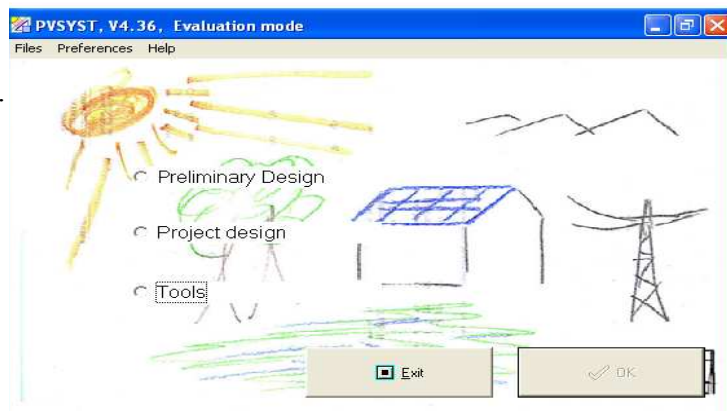 PVSYST, V4.36, Evaluation mode
Files Preferences Help
Preliminary Design
Project design
Tools
Exit OK